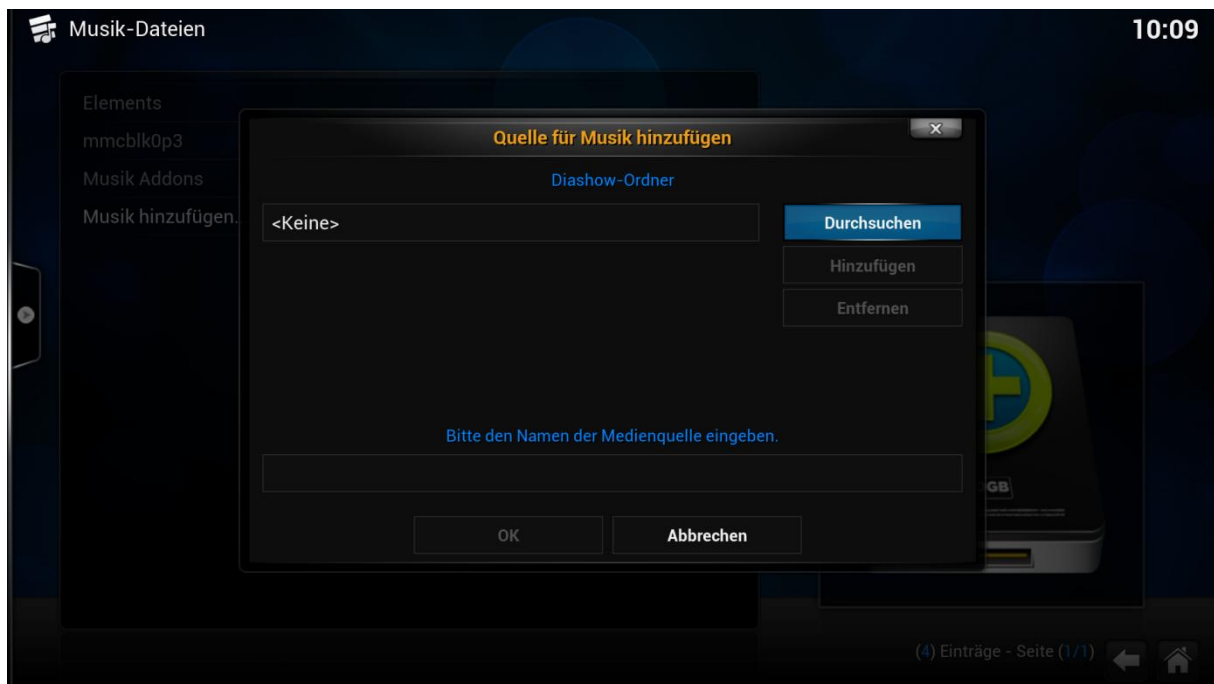 Musik-Dateien
10:09
Elements
mmcblk0p3
Musik Addons
Musik hinzufügen.
Quelle für Musik hinzufügen
x
Diashow-Ordner
<Keine>
Durchsuchen
Hinzufügen
Entfernen
Bitte den Namen der Medienquelle eingeben.
OK
Abbrechen
GB
(4) Einträge - Seite (1/1)